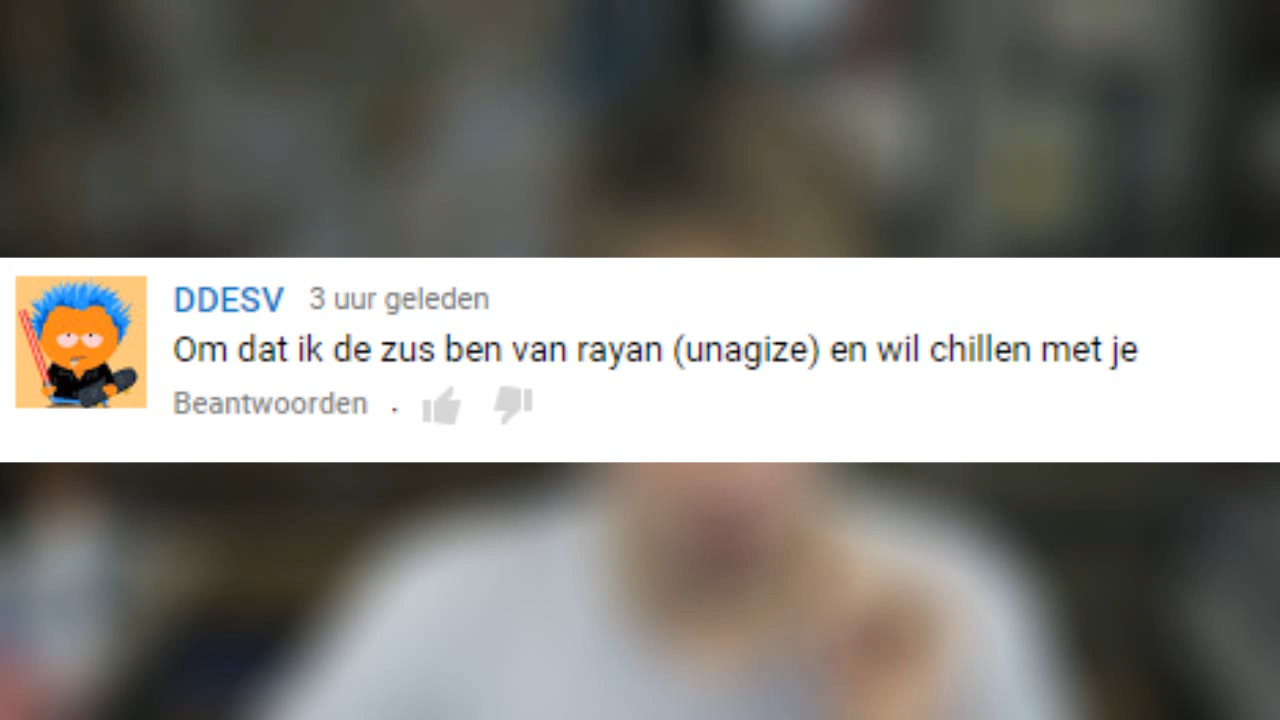 DDESV 3 uur geleden
Om dat ik de zus ben van rayan (unagize) en wil chillen met je
Beantwoorden .